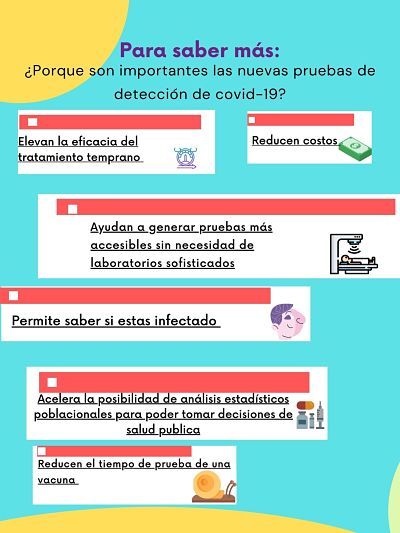 Para saber más:
¿Porque son importantes las nuevas pruebas de
detección de covid-19?
Elevan la eficacia del
tratamiento temprano
Reducen costos
Ayudan a generar pruebas más
accesibles sin necesidad de
laboratorios sofisticados
Permite saber si estas infectado
Acelera la posibilidad de análisis estadísticos
poblacionales para poder tomar decisiones de
salud publica
Reducen el tiempo de prueba de una
vacuna